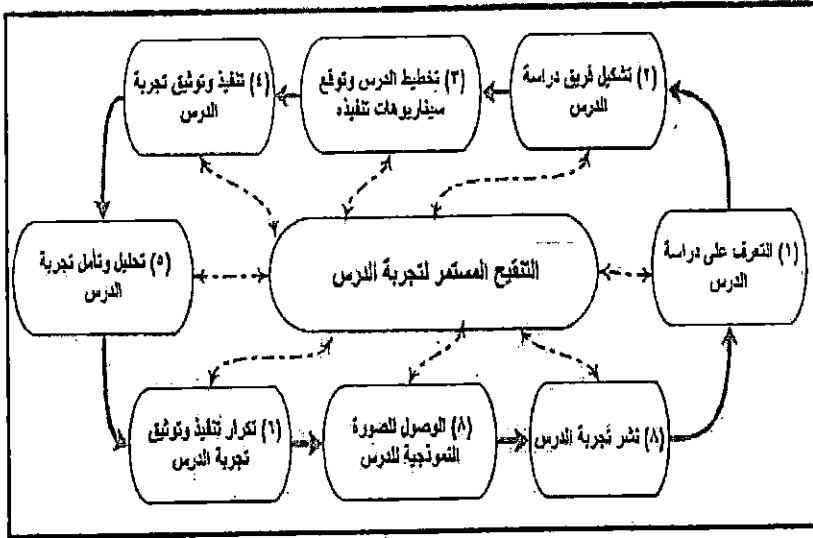 (١) التعرف على دراسة
الدرس
(٢) تشكيل فريق دراسة
الدرس
(٣) تخطيط الدرس وتوقع
سيناريوهات تنفيذه
(٤) تنفيذ وتوثيق تجربة
الدرس
(٥) تحليل وتأمل تجربة
الدرس
(٦) تكرار تنفيذ وتوثيق
تجربة الدرس
(٨) الوصول للصورة
النموذجية للدرس
(٨) نشر تجربة الدرس
التنقيح المستمر لتجربة الدرس